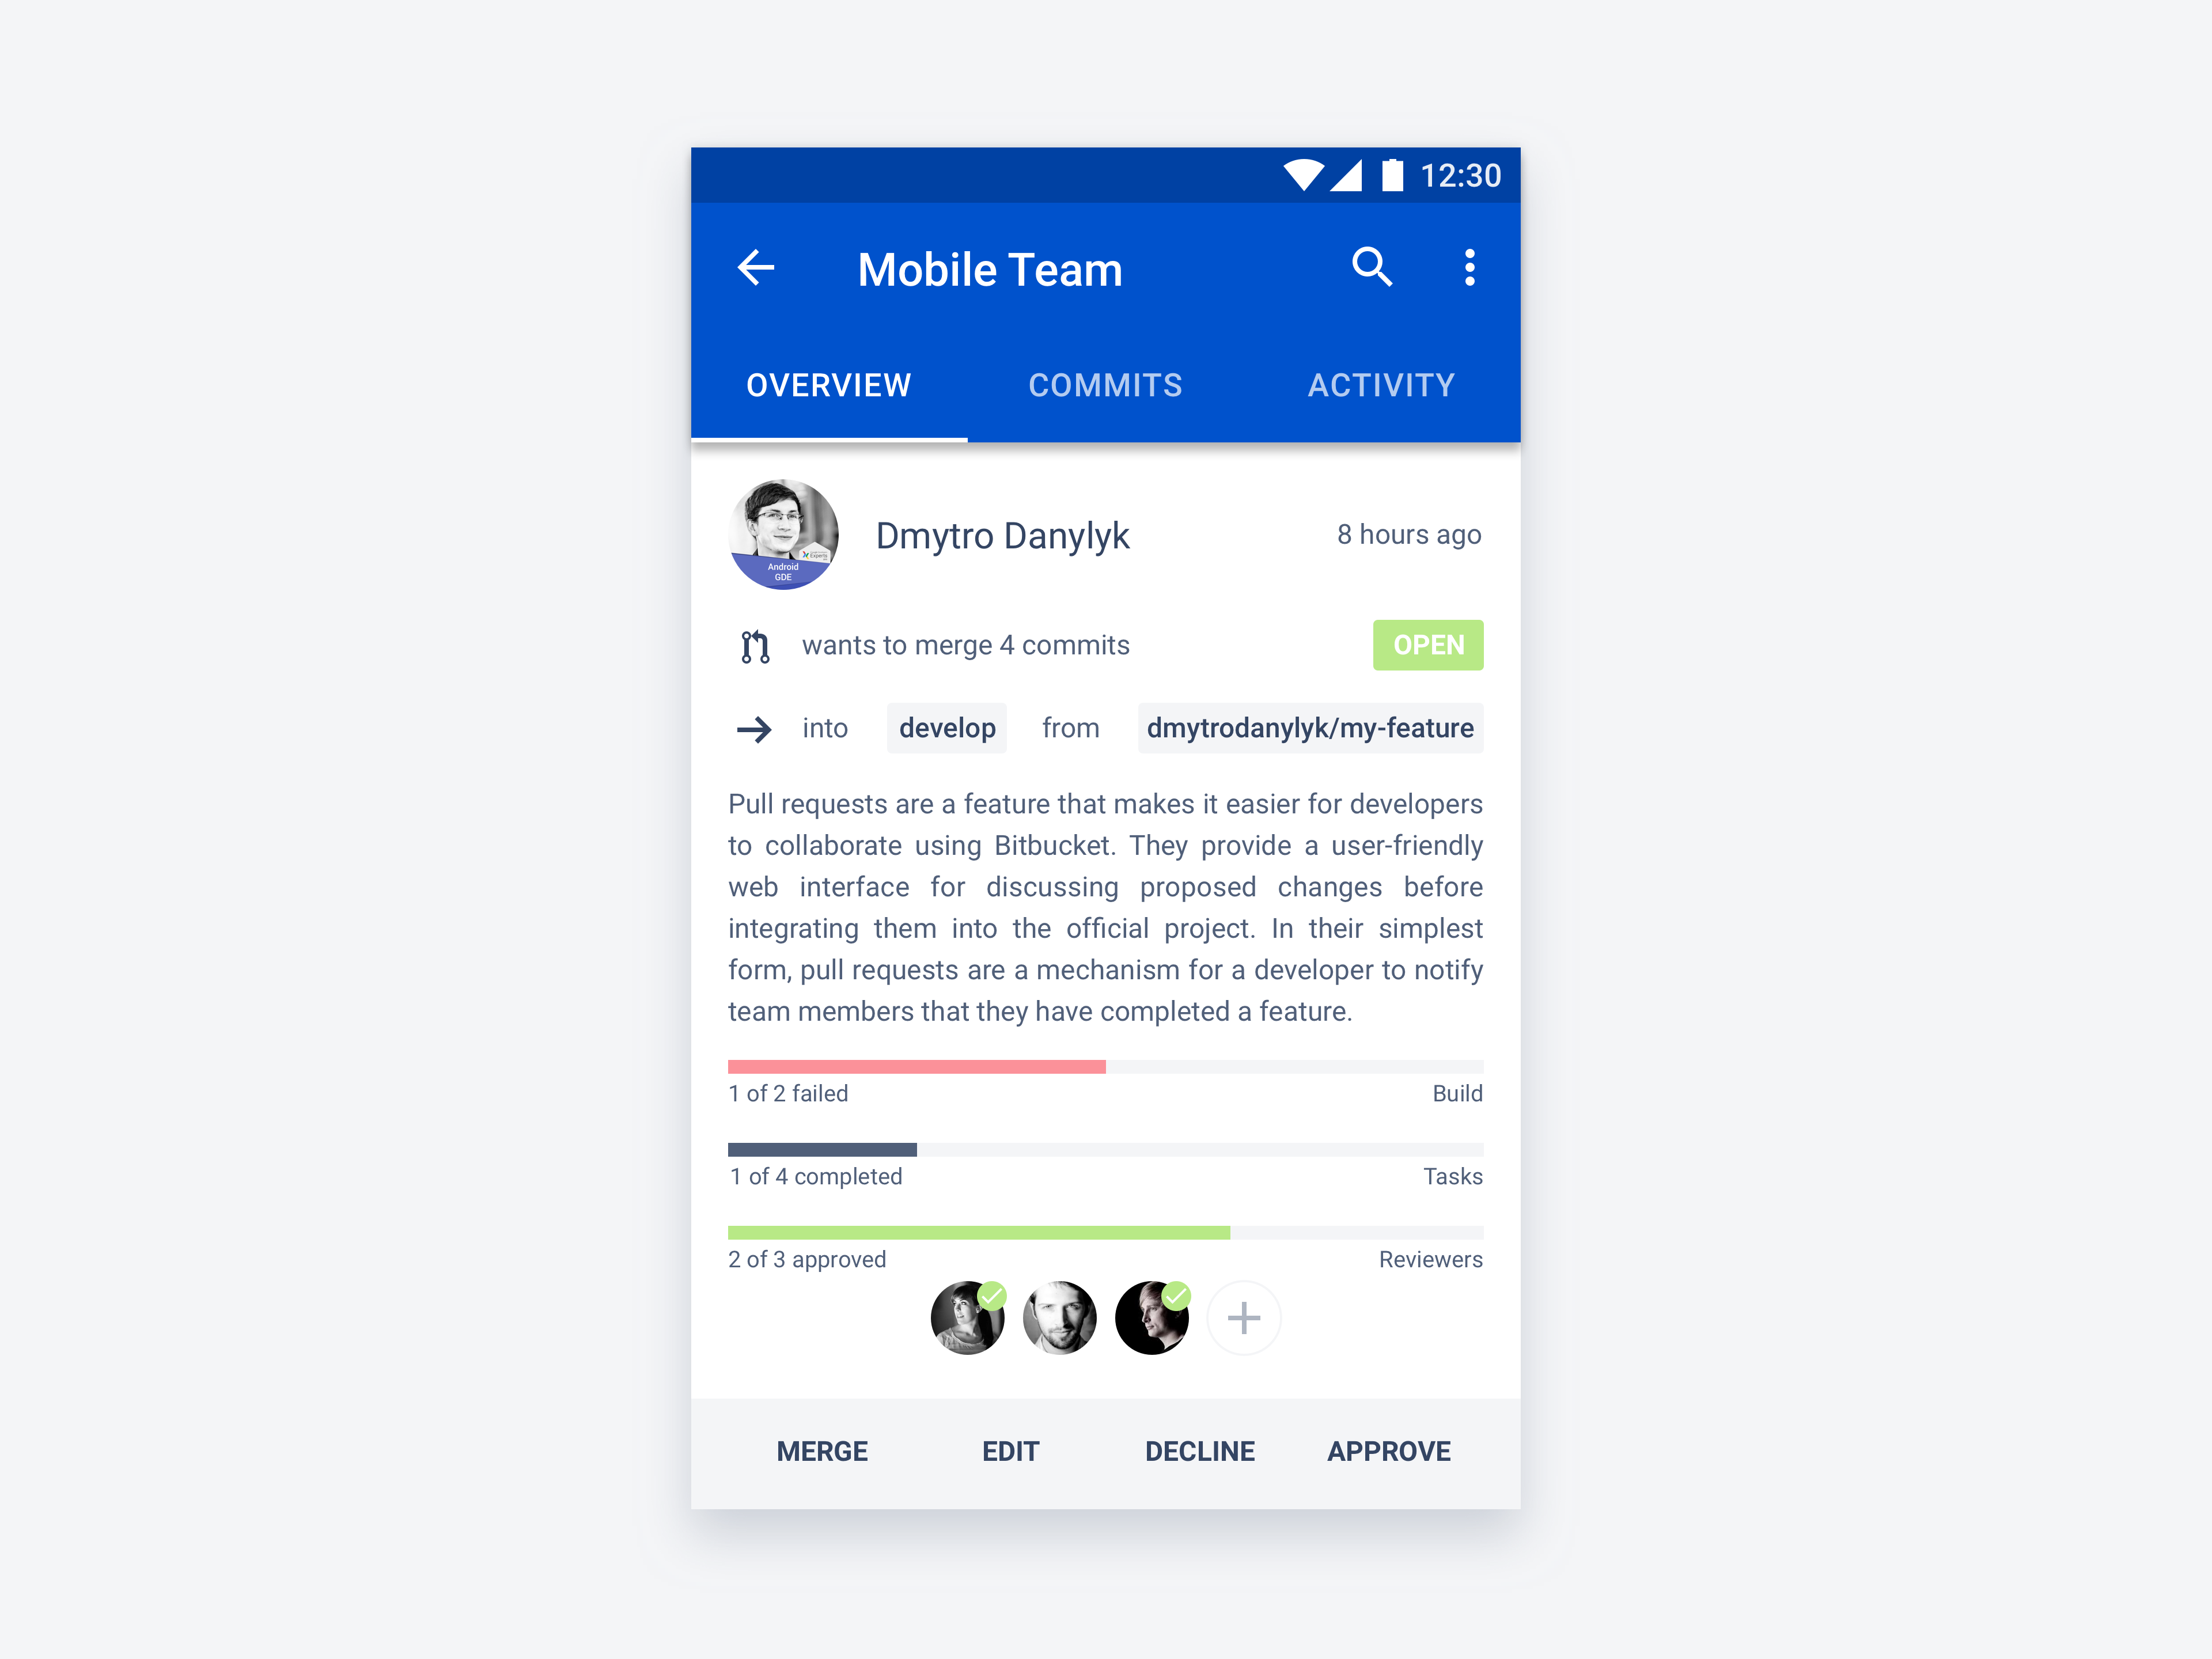 12:30
Mobile Team
OVERVIEW COMMITS ACTIVITY
Dmytro Danylyk 8 hours ago
Experts
Android
GDE
wants to merge 4 commits OPEN
into develop from dmytrodanylyk/my-feature
Pull requests are a feature that makes it easier for developers
to collaborate using Bitbucket. They provide a user-friendly
web interface for discussing proposed changes before
integrating them into the official project. In their simplest
form, pull requests are a mechanism for a developer to notify
team members that they have completed a feature.
1 of 2 failed Build
1 of 4 completed Tasks
2 of 3 approved Reviewers
MERGE EDIT DECLINE APPROVE